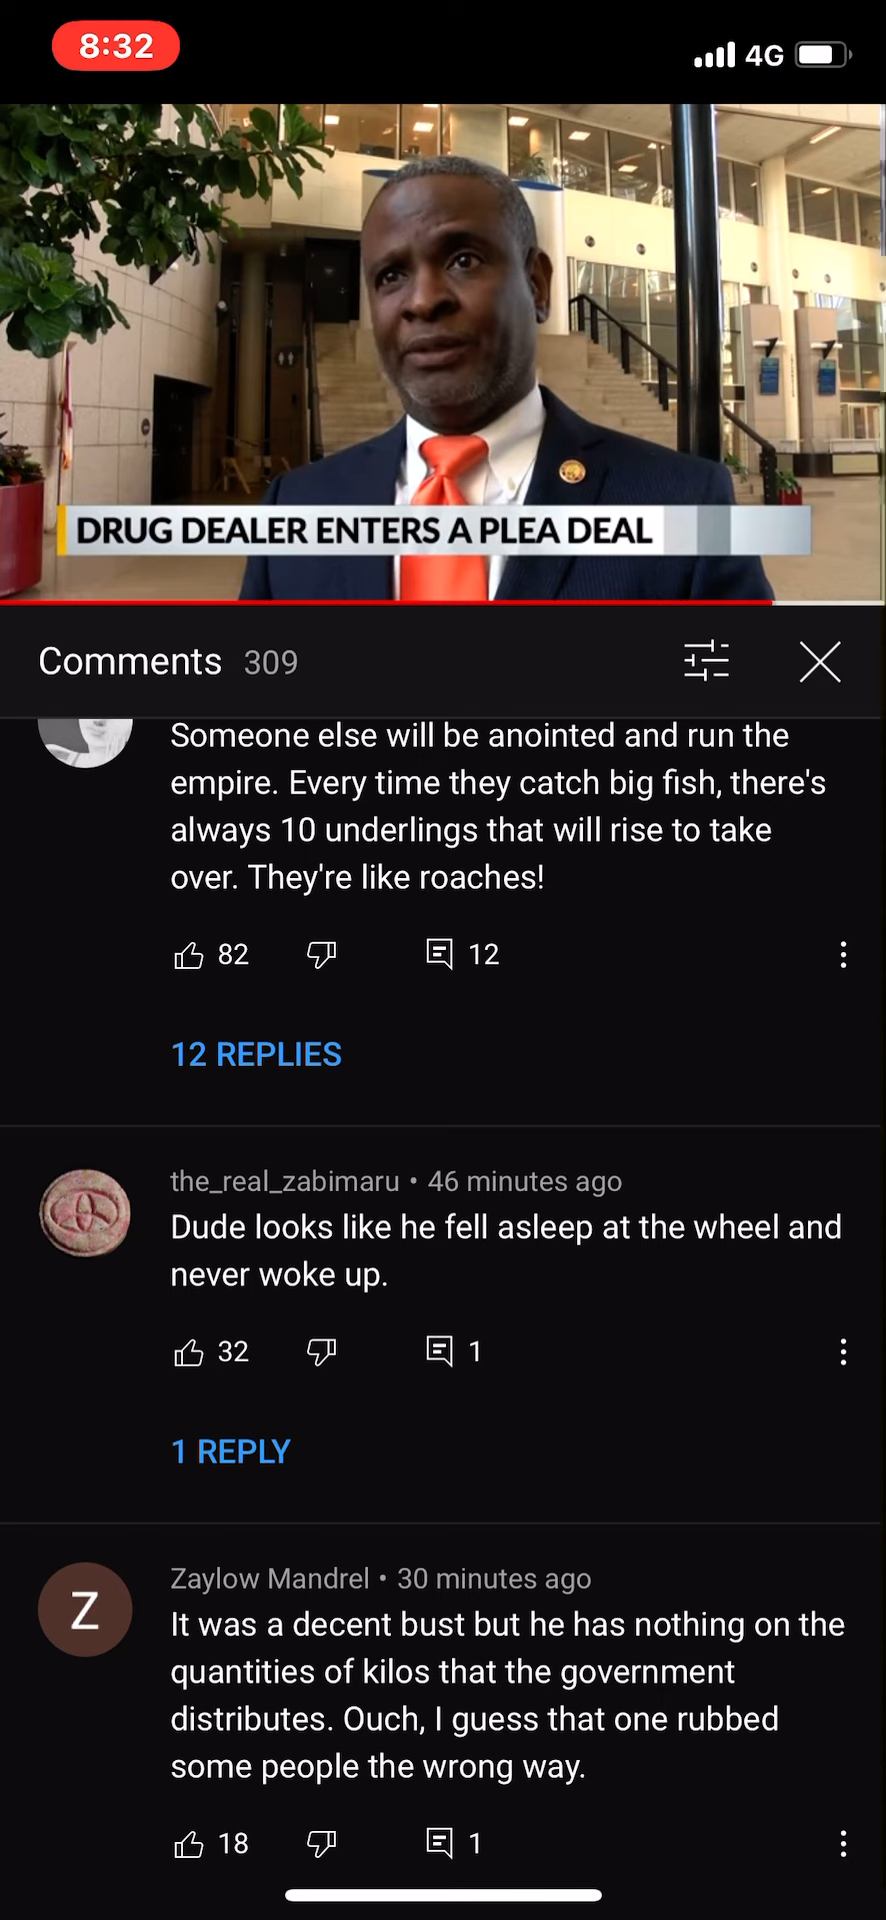 8:32
4G
DRUG DEALER ENTERS A PLEA DEAL
Comments 309
Someone else will be anointed and run the
empire. Every time they catch big fish, there's
always 10 underlings that will rise to take
over. They're like roaches!
82 12
12 REPLIES
the_real_zabimaru • 46 minutes ago
Dude looks like he fell asleep at the wheel and
never woke up.
32 1
1 REPLY
Z
Zaylow Mandrel • 30 minutes ago
It was a decent bust but he has nothing on the
quantities of kilos that the government
distributes. Ouch, I guess that one rubbed
some people the wrong way.
18 1